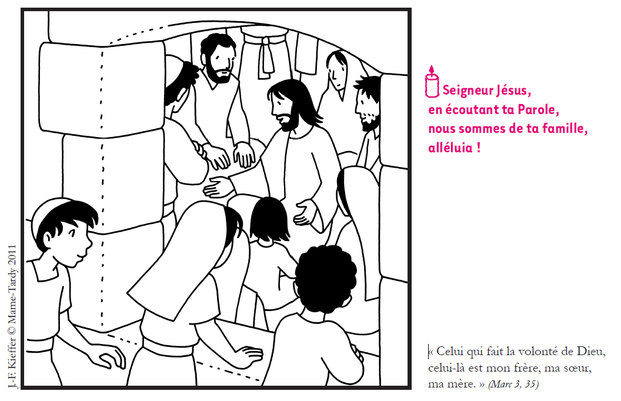 Seigneur Jésus,
en écoutant ta Parole,
nous sommes de ta famille,
alléluia !
« Celui qui fait la volonté de Dieu,
celui-là est mon frère, ma sœur,
ma mère. » (Marc 3, 35)
J.-F. Kieffer © Mame-Tardy 2011